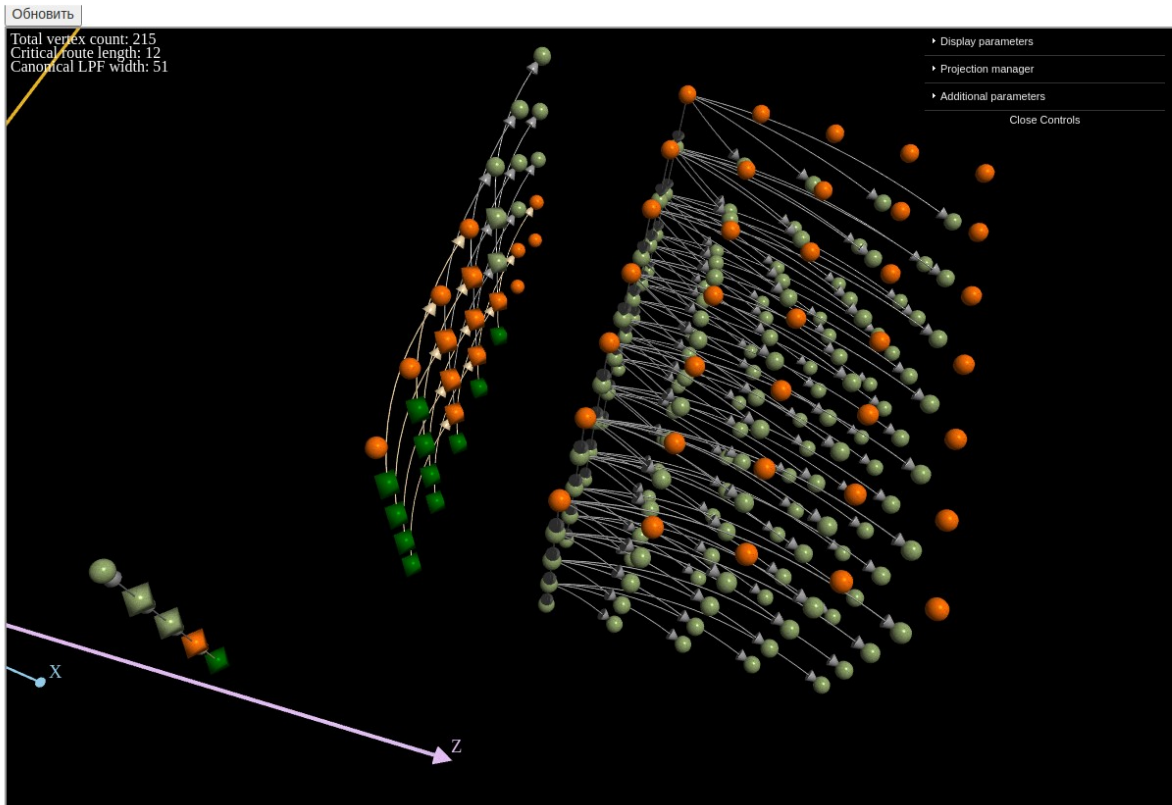 Обновить
Total vertex count: 215
Critical route length: 12
Canonical LPF width: 51
Display parameters
Projection manager
Additional parameters
Close Controls
X
Z